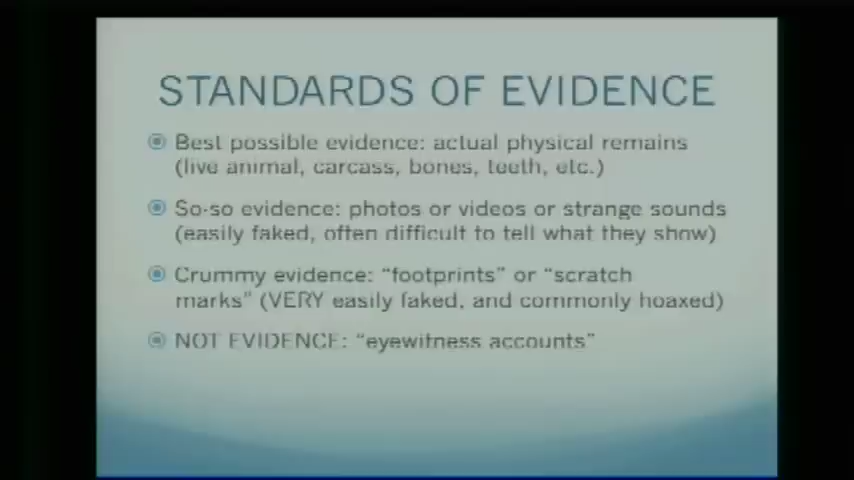 STANDARDS OF EVIDENCE
Best possible evidence: actual physical remains
(live animal, carcass, bones, teeth, etc.)
So-so evidence: photos or videos or strange sounds
(easily faked, often difficult to tell what they show)
Crummy evidence: “footprints” or “scratch
marks” (VERY easily faked, and commonly hoaxed)
NOT EVIDENCE: “eyewitness accounts”